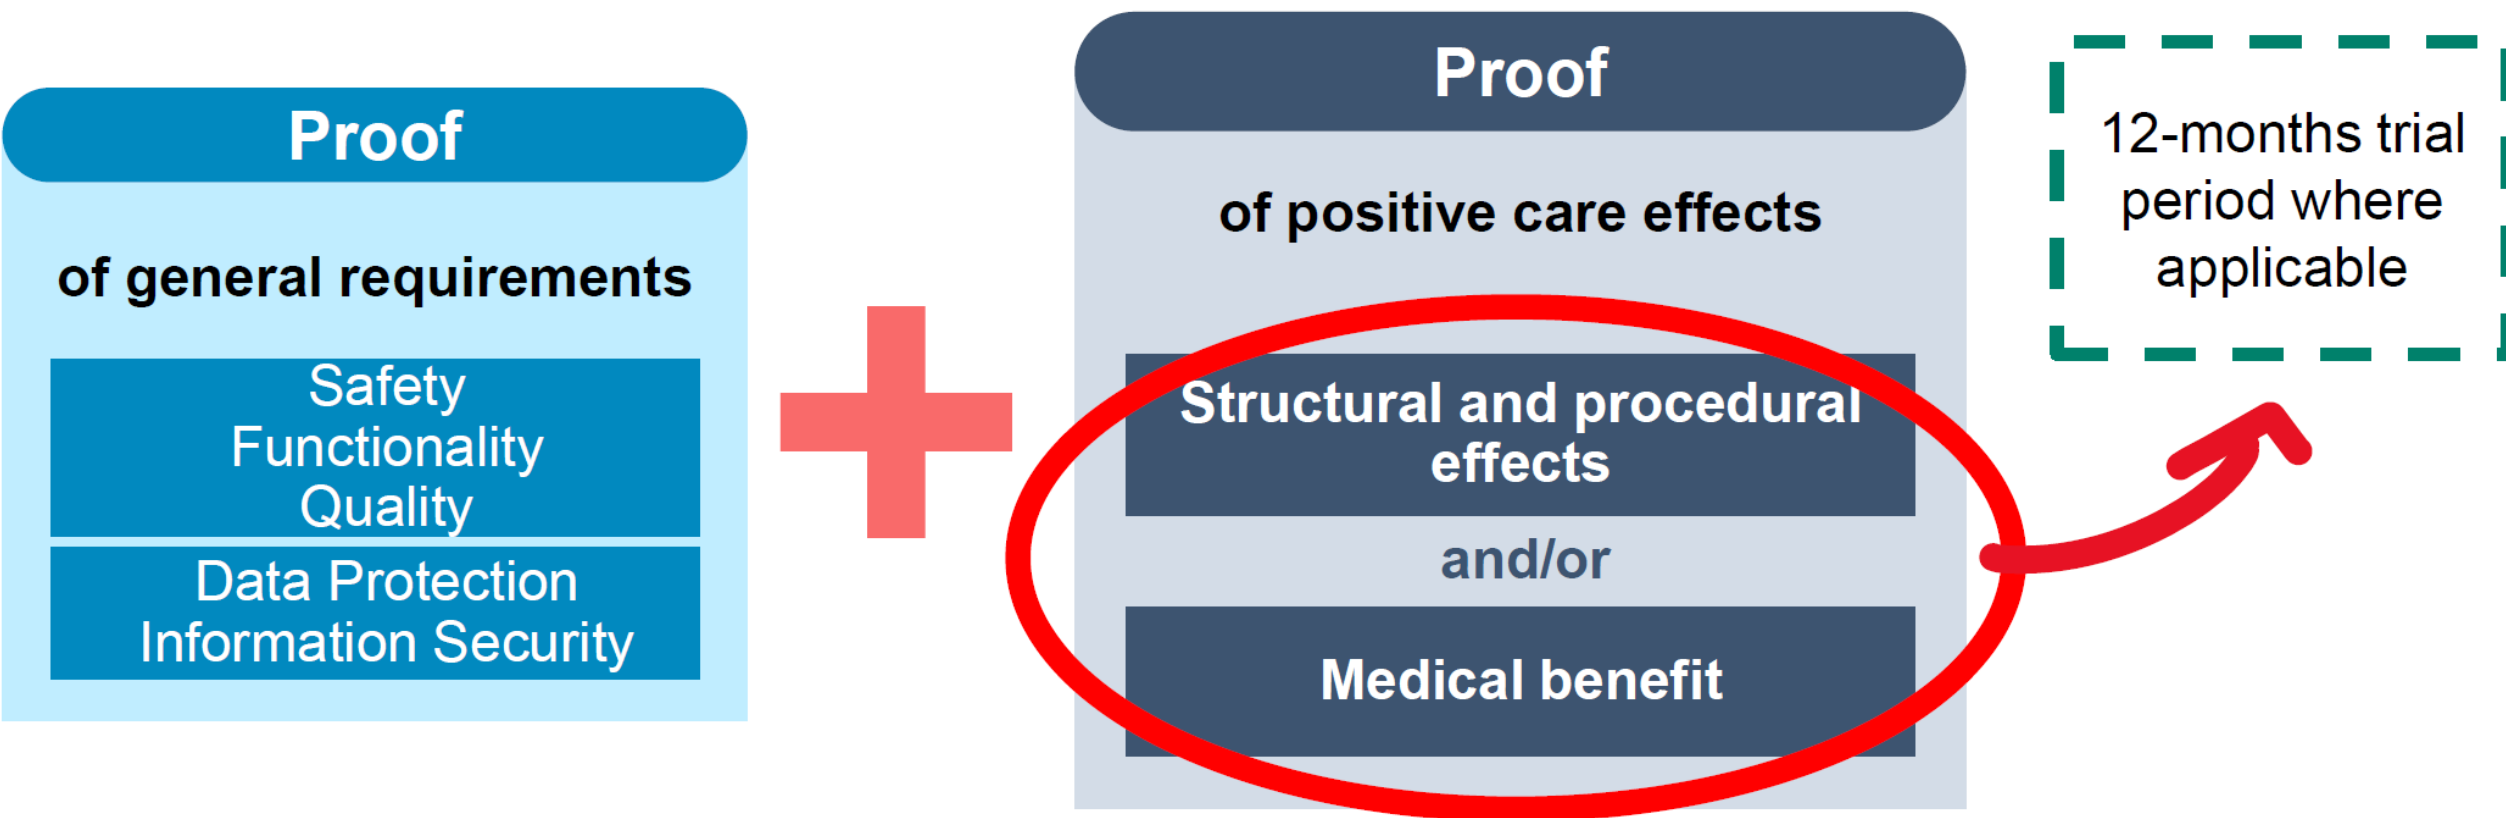 Proof
of general requirements
Safety
Functionality
Quality
Data Protection
Information Security
Proof
of positive care effects
Structural and procedural
effects
and/or
Medical benefit
12-months trial
period where
applicable